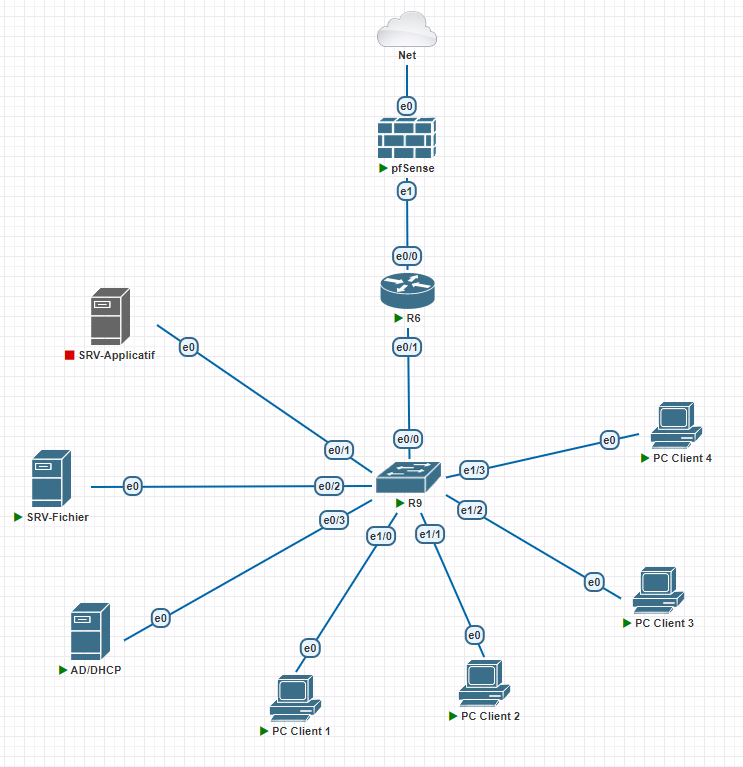 Net
e0
pfSense
e1
e0/0
R6
e0/1
SRV-Applicatif
e0
e0/1
e0/0
R9
e0/2
e0
SRV-Fichier
e0/3
e0
AD/DHCP
e1/0
e0
PC Client 1
e1/1
e0
PC Client 2
e1/2
e0
PC Client 3
e1/3
e0
PC Client 4